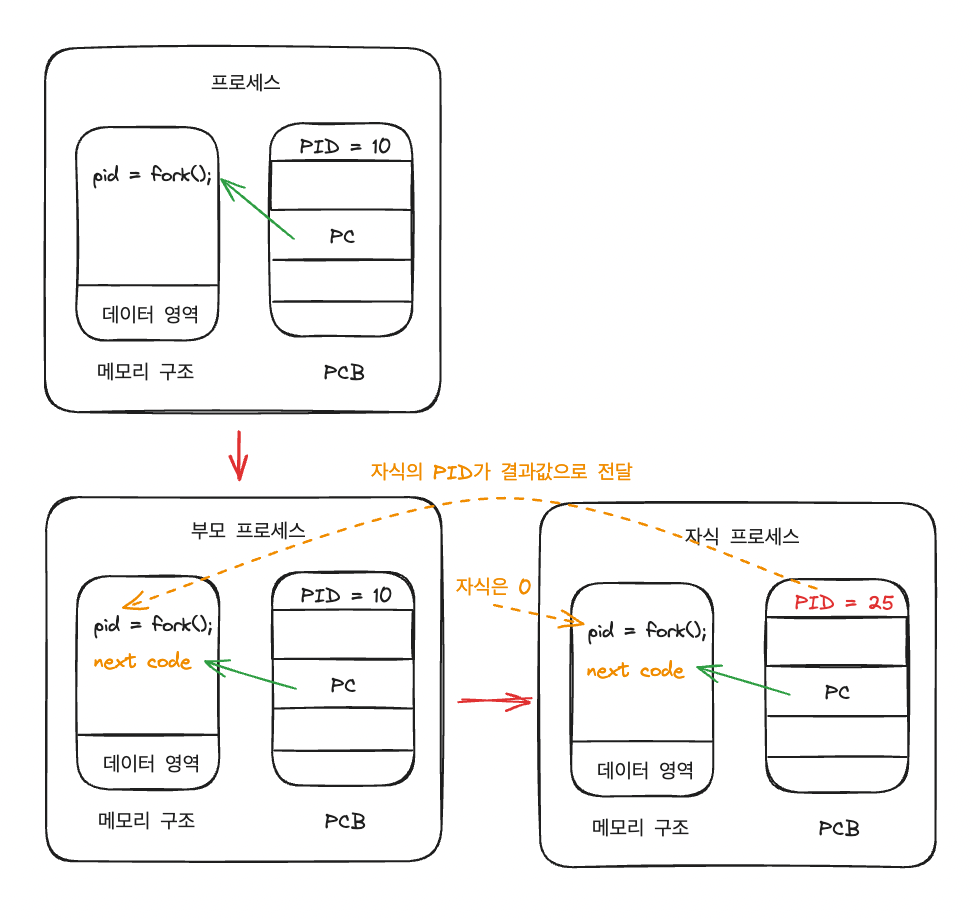 프로세스
PID = 10
pid = fork();
PC
데이터 영역
메모리 구조
PCB
자식의 PID가 결과값으로 전달
부모 프로세스
PID = 10
pid = fork();
next code
PC
데이터 영역
메모리 구조
PCB
자식은 0
자식 프로세스
PID = 25
pid = fork();
next code
PC
데이터 영역
메모리 구조
PCB